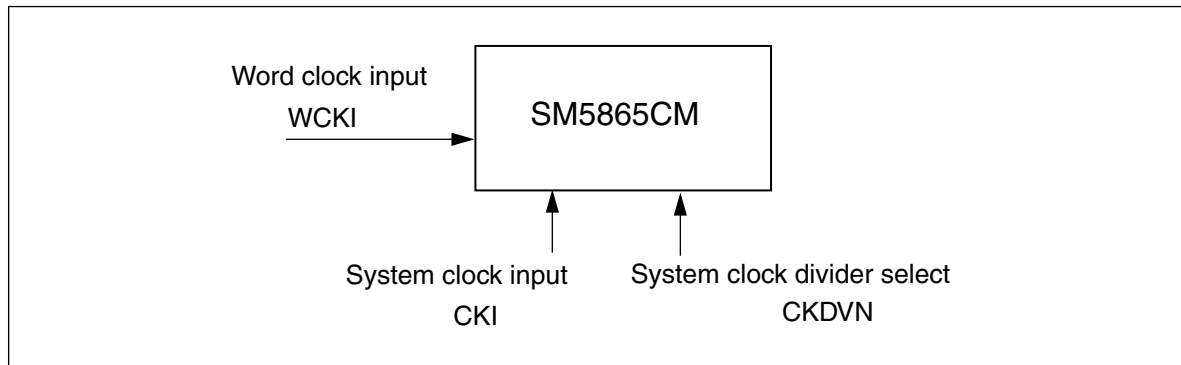 Word clock input
WCKI
SM5865CM
System clock input
CKI
System clock divider select
CKDVN